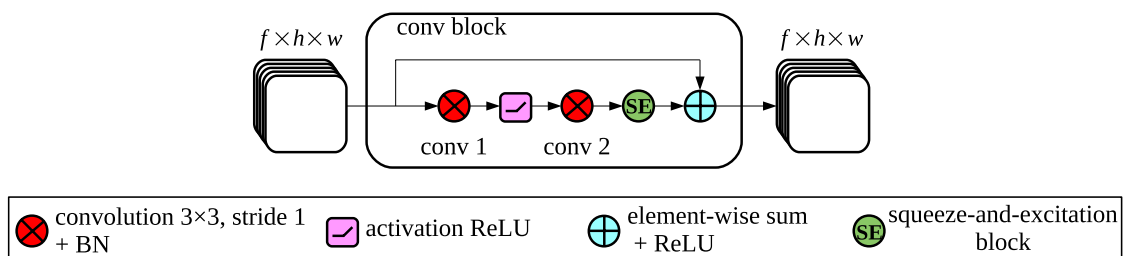 conv block
f×h×w
f×h×w
SE
conv 1
conv 2
convolution 3×3, stride 1
+ BN
activation ReLU
element-wise sum
+ ReLU
SE
squeeze-and-excitation
block